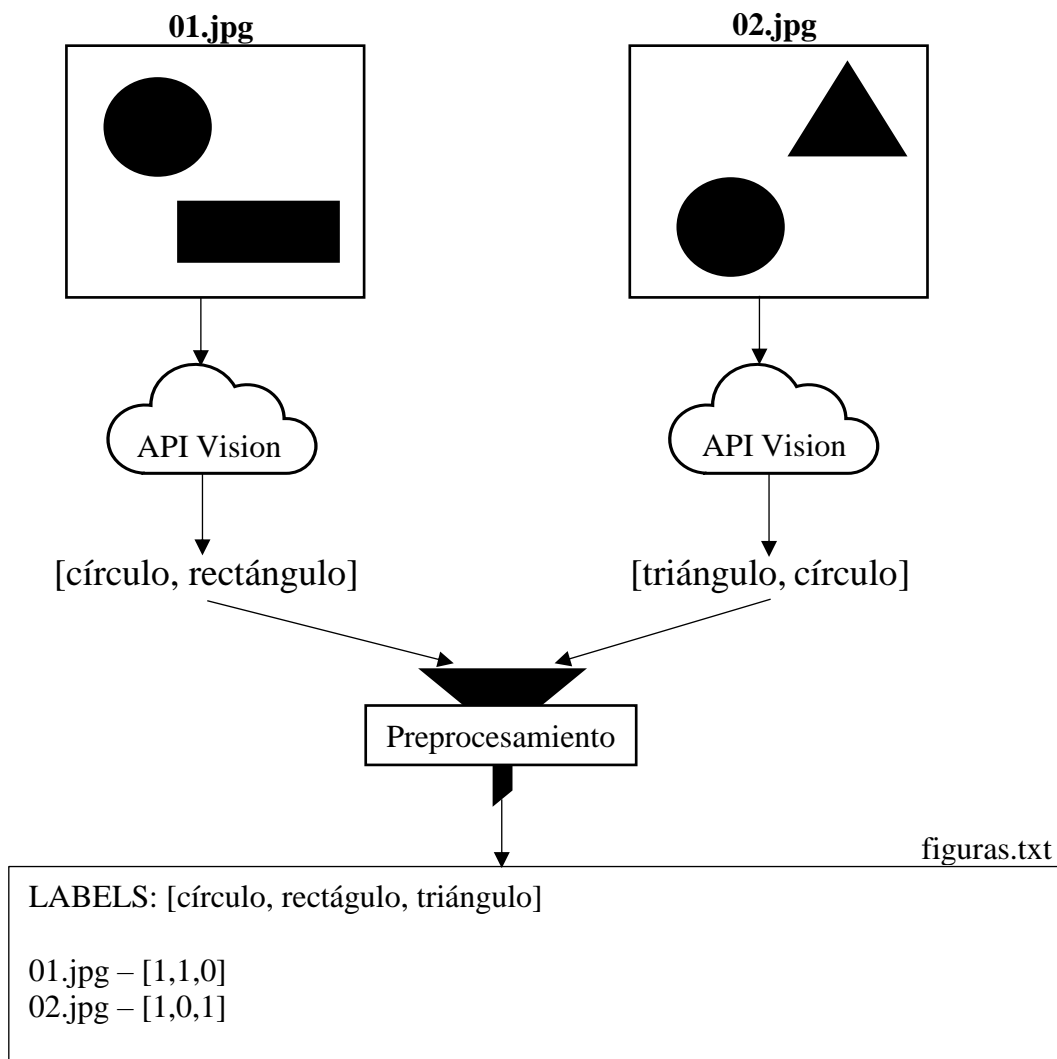 01.jpg
02.jpg
API Vision
API Vision
[círculo, rectángulo]
[triángulo, círculo]
Preprocesamiento
figuras.txt
LABELS: [círculo, rectágulo, triángulo]
01.jpg – [1,1,0]
02.jpg – [1,0,1]